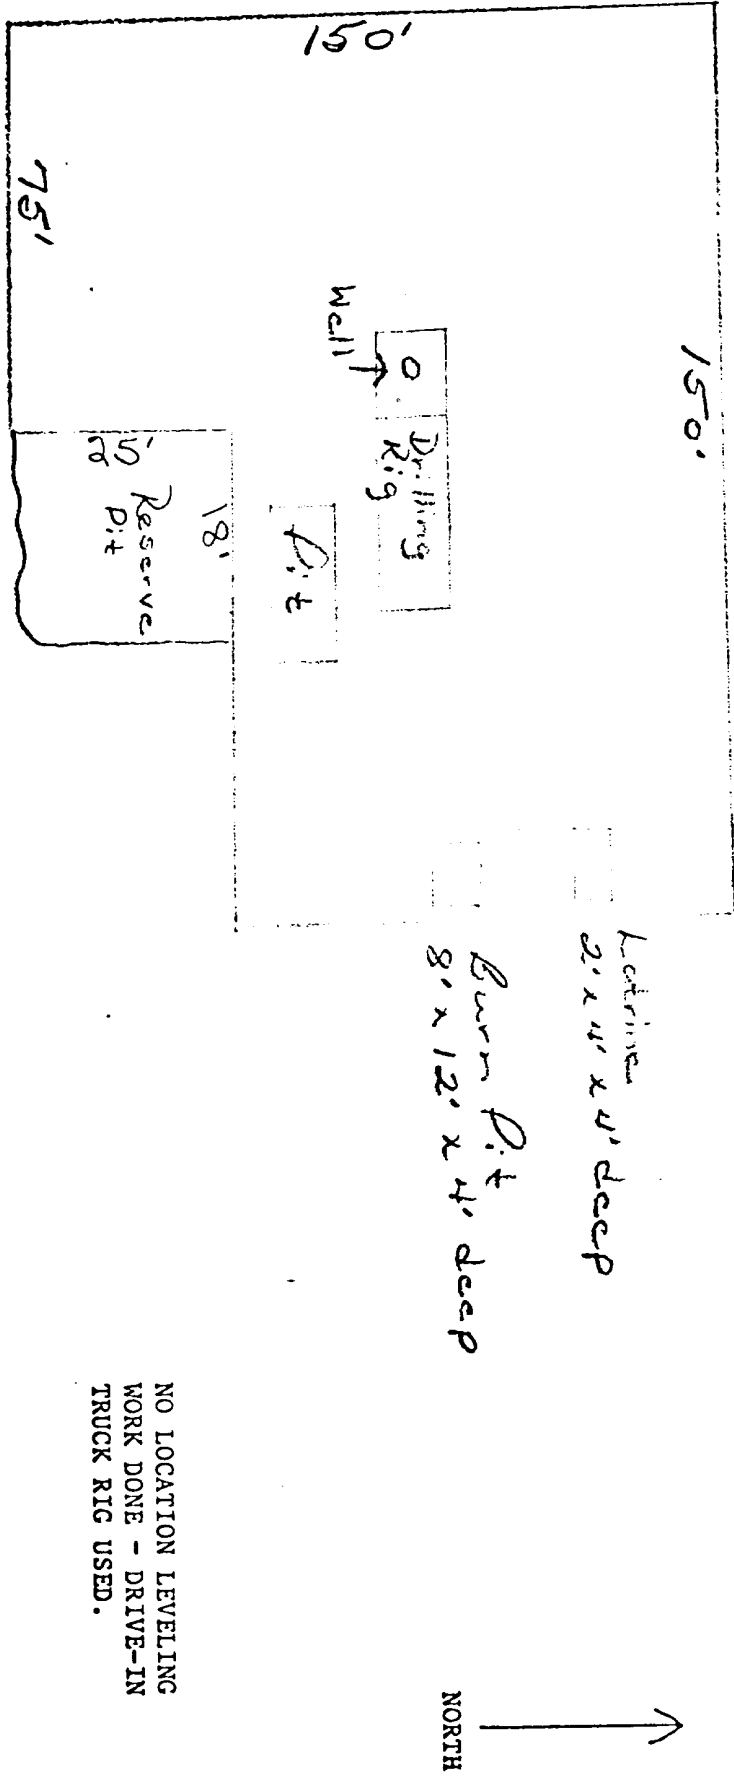 150'
150'
75'
Well
O
Drilling
Rig
Pit
18'
25'
Reserve
Pit
Latrine
2' x 4' x 4' deep
Burn Pit
8' x 12' x 4' deep
NO LOCATION LEVELING
WORK DONE - DRIVE-IN
TRUCK RIG USED.
NORTH